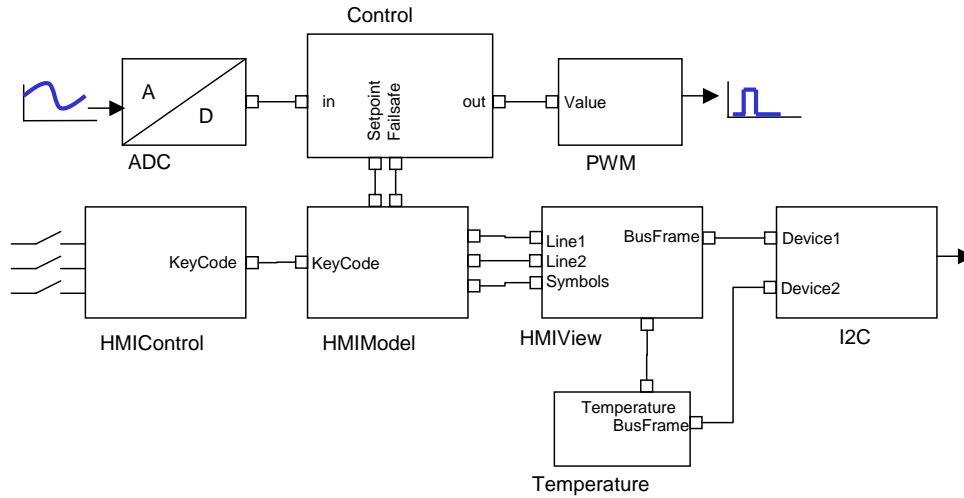 Control
A
D
in
Setpoint
Failsafe
out
Value
ADC
PWM
KeyCode
KeyCode
Line1
Line2
Symbols
BusFrame
Device1
Device2
HMIControl
HMIModel
HMIView
I2C
Temperature
BusFrame
Temperature